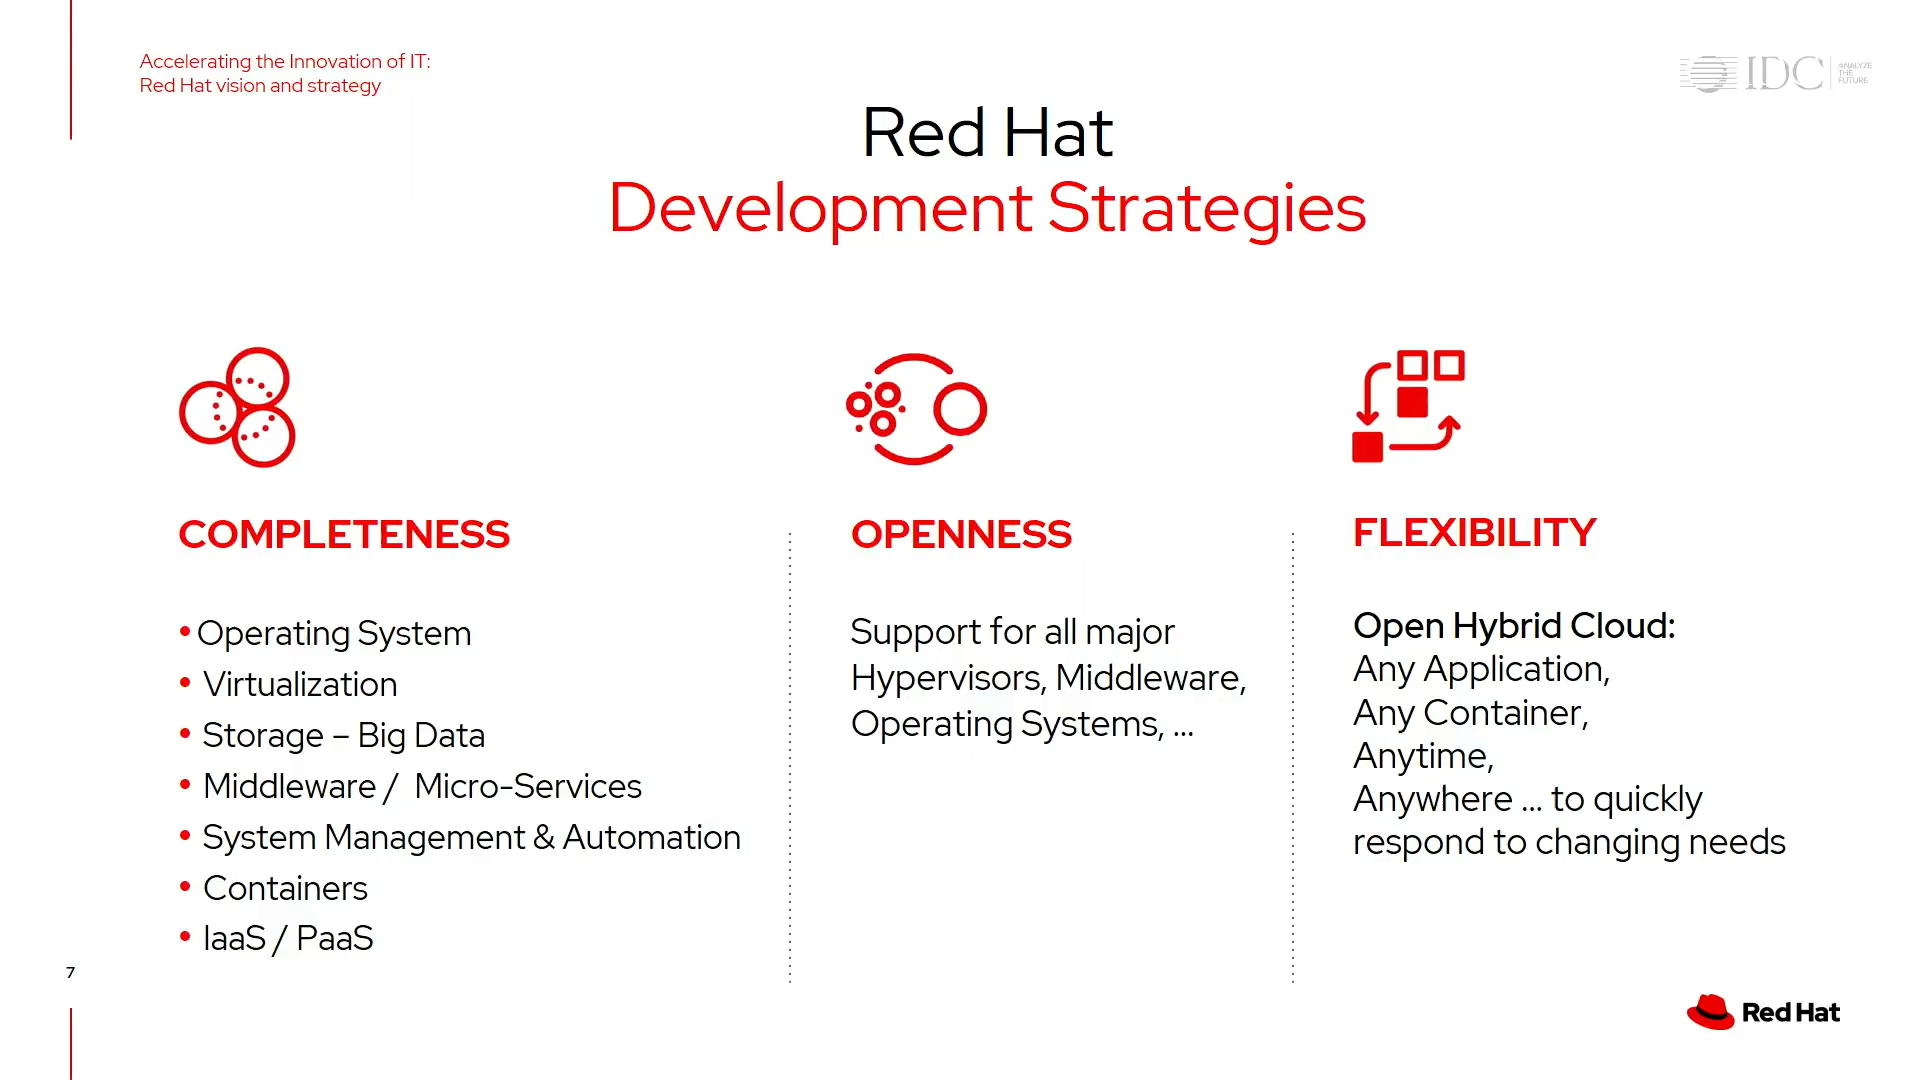 Accelerating the Innovation of IT:
Red Hat vision and strategy
IDC
ANALYZE
THE
FUTURE
Red Hat
Development Strategies
COMPLETENESS
• Operating System
• Virtualization
• Storage – Big Data
• Middleware / Micro-Services
• System Management & Automation
• Containers
• IaaS / PaaS
OPENNESS
Support for all major
Hypervisors, Middleware,
Operating Systems, ...
FLEXIBILITY
Open Hybrid Cloud:
Any Application,
Any Container,
Anytime,
Anywhere ... to quickly
respond to changing needs
7
Red Hat